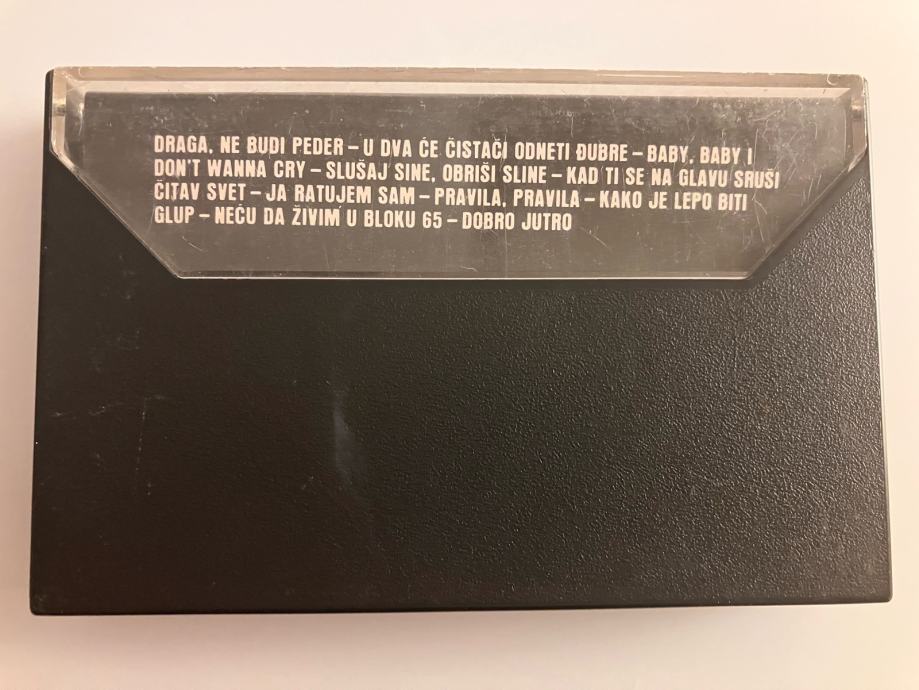 DRAGA, NE BUDI PEDER – U DVA ĆE ČISTAČI ODNETI ĐUBRE – BABY, BABY I
DON'T WANNA CRY – SLUŠAJ SINE, OBRIŠI SLINE – KAD TI SE NA GLAVU SRUŠI
ČITAV SVET – JA RATUJEM SAM – PRAVILA, PRAVILA – KAKO JE LEPO BITI
GLUP – NEĆU DA ŽIVIM U BLOKU 65 – DOBRO JUTRO